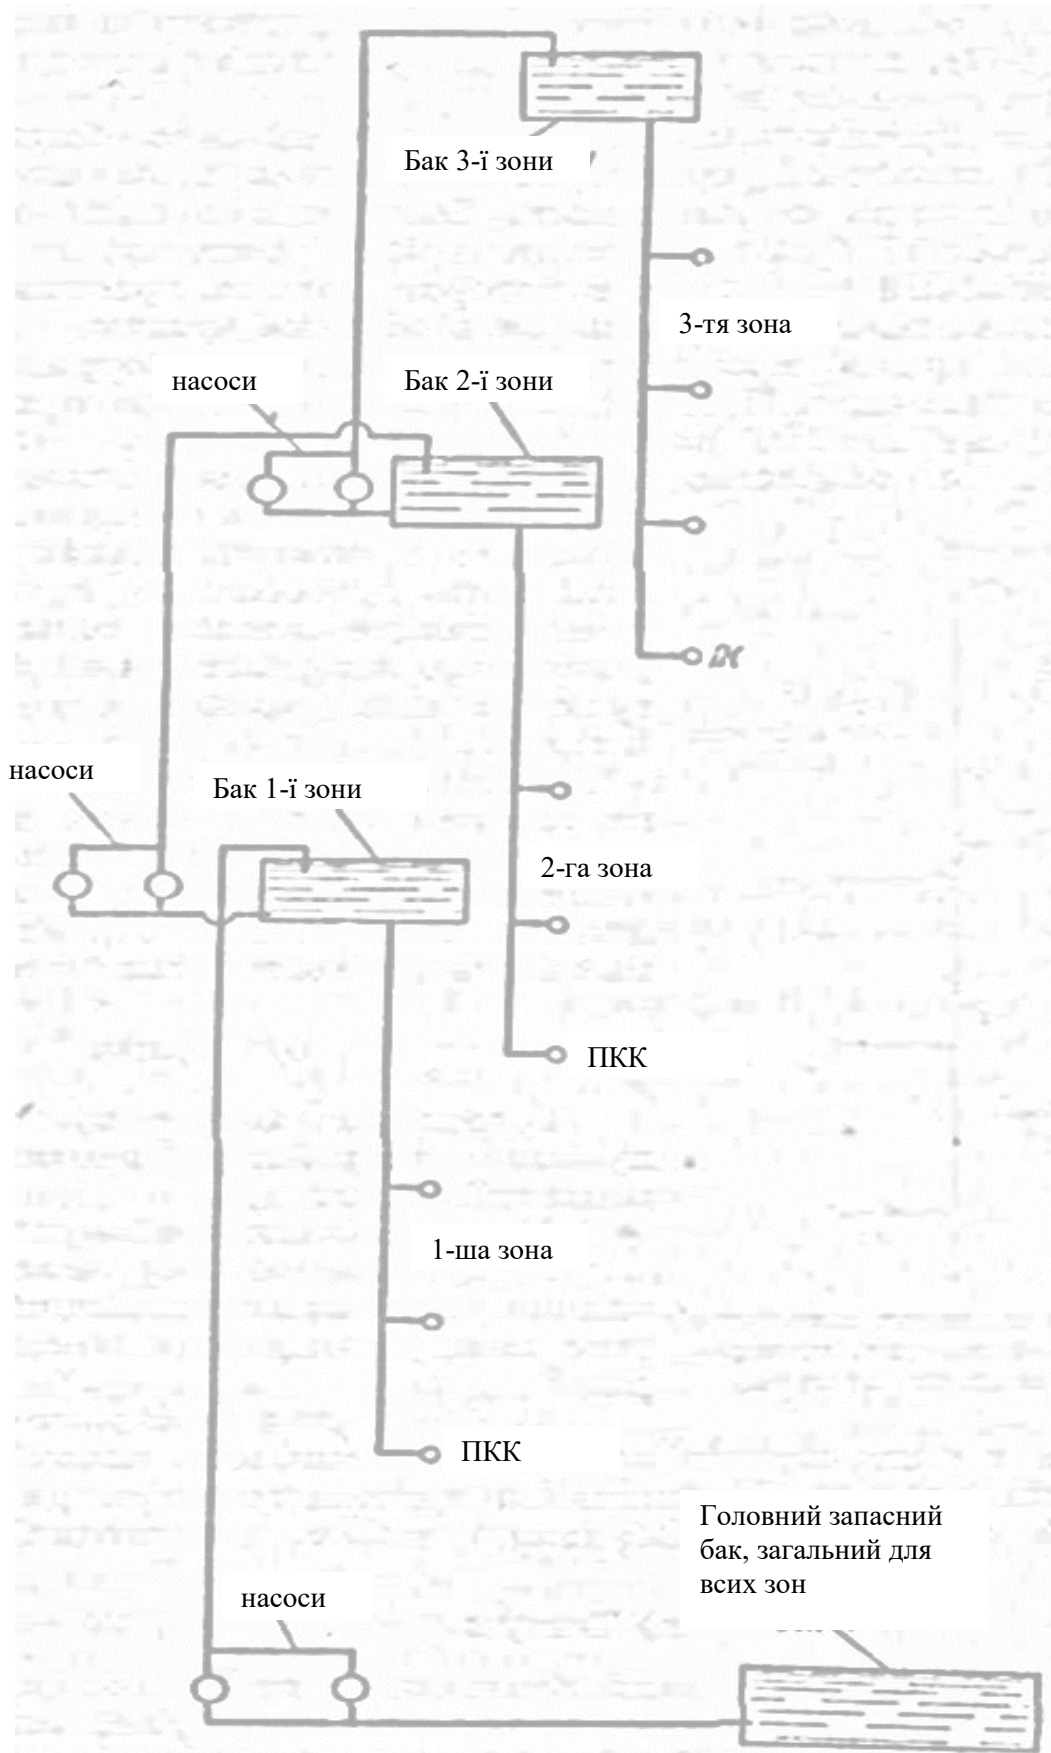 Бак 3-ї зони
3-тя зона
насоси
Бак 2-ї зони
насоси
Бак 1-ї зони
2-га зона
ПКК
1-ша зона
ПКК
Головний запасний
бак, загальний для
всих зон
насоси